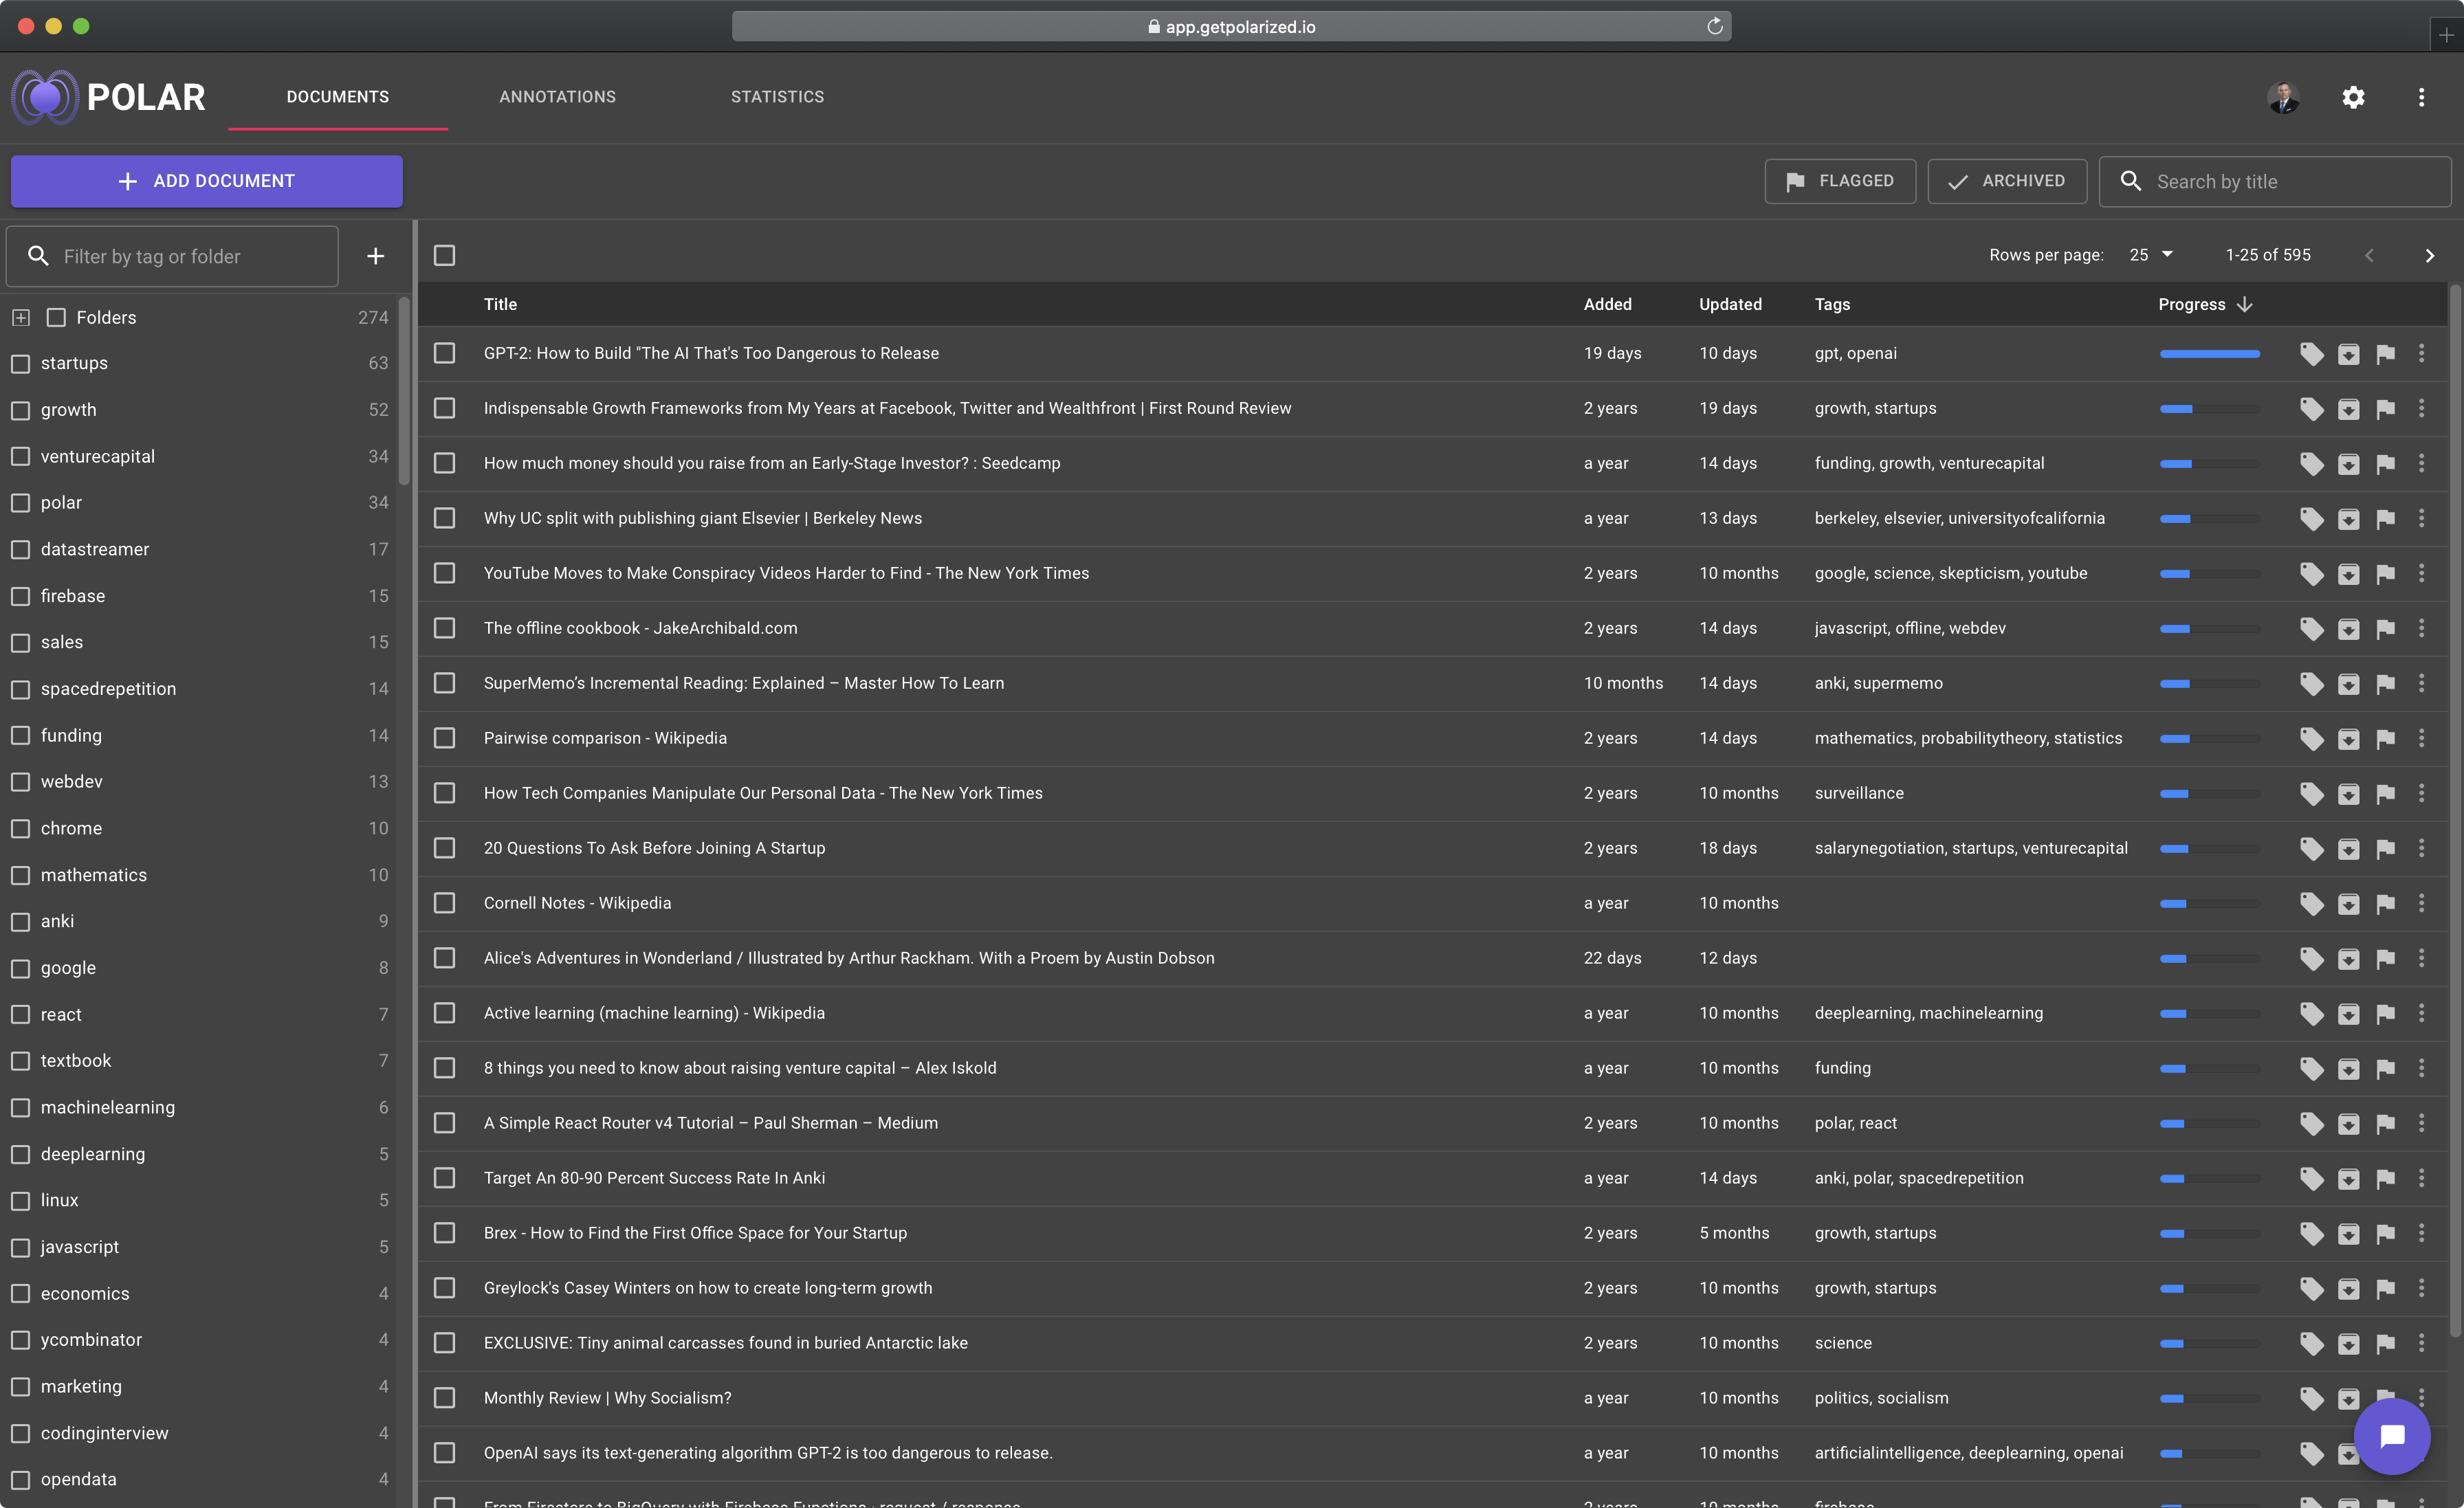 app.getpolarized.io
POLAR DOCUMENTS ANNOTATIONS STATISTICS
ADD DOCUMENT FLAGGED ARCHIVED Search by title
Filter by tag or folder
Rows per page: 25 1-25 of 595
Folders 274
startups 63
growth 52
venturecapital 34
polar 34
datastreamer 17
firebase 15
sales 15
spacedrepetition 14
funding 14
webdev 13
chrome 10
mathematics 10
anki 9
google 8
react 7
textbook 7
machinelearning 6
deeplearning 5
linux 5
javascript 5
economics 4
ycombinator 4
marketing 4
codinginterview 4
opendata 4
Title Added Updated Tags Progress
GPT-2: How to Build "The AI That's Too Dangerous to Release 19 days 10 days gpt, openai
Indispensable Growth Frameworks from My Years at Facebook, Twitter and Wealthfront | First Round Review 2 years 19 days growth, startups
How much money should you raise from an Early-Stage Investor? : Seedcamp a year 14 days funding, growth, venturecapital
Why UC split with publishing giant Elsevier | Berkeley News a year 13 days berkeley, elsevier, universityofcalifornia
YouTube Moves to Make Conspiracy Videos Harder to Find - The New York Times 2 years 10 months google, science, skepticism, youtube
The offline cookbook - JakeArchibald.com 2 years 14 days javascript, offline, webdev
SuperMemo’s Incremental Reading: Explained – Master How To Learn 10 months 14 days anki, supermemo
Pairwise comparison - Wikipedia 2 years 14 days mathematics, probabilitytheory, statistics
How Tech Companies Manipulate Our Personal Data - The New York Times 2 years 10 months surveillance
20 Questions To Ask Before Joining A Startup 2 years 18 days salarynegotiation, startups, venturecapital
Cornell Notes - Wikipedia a year 10 months
Alice's Adventures in Wonderland / Illustrated by Arthur Rackham. With a Proem by Austin Dobson 22 days 12 days
Active learning (machine learning) - Wikipedia a year 10 months deeplearning, machinelearning
8 things you need to know about raising venture capital – Alex Iskold a year 10 months funding
A Simple React Router v4 Tutorial – Paul Sherman – Medium 2 years 10 months polar, react
Target An 80-90 Percent Success Rate In Anki a year 14 days anki, polar, spacedrepetition
Brex - How to Find the First Office Space for Your Startup 2 years 5 months growth, startups
Greylock's Casey Winters on how to create long-term growth 2 years 10 months growth, startups
EXCLUSIVE: Tiny animal carcasses found in buried Antarctic lake 2 years 10 months science
Monthly Review | Why Socialism? a year 10 months politics, socialism
OpenAI says its text-generating algorithm GPT-2 is too dangerous to release. a year 10 months artificialintelligence, deeplearning, openai
From Firestore to BigQuery with Firebase Functions - request / response 2 years 10 months firebase